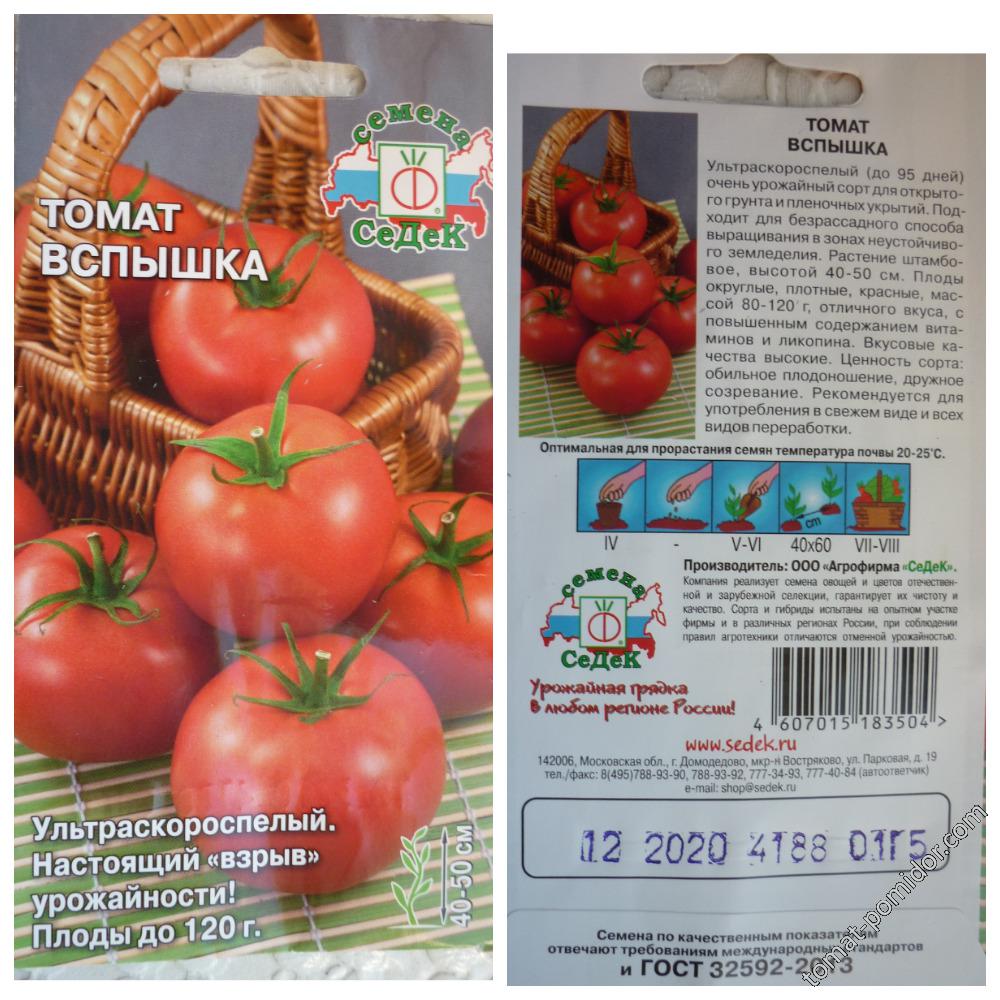 семена
СеДеК
ТОМАТ
ВСПЫШКА
Ультраскороспелый.
Настоящий «взрыв»
урожайности!
Плоды до 120 г.
40-50 см
ТОМАТ
ВСПЫШКА
Ультраскороспелый (до 95 дней)
очень урожайный сорт для открыто-
го грунта и пленочных укрытий. Под-
ходит для безрассадного способа
выращивания в зонах неустойчиво-
го земледелия. Растение штамбо-
вое, высотой 40-50 см. Плоды
округлые, плотные, красные, мас-
сой 80-120 г, отличного вкуса, с
повышенным содержанием вита-
минов и ликопина. Вкусовые ка-
чества высокие. Ценность сорта:
обильное плодоношение, дружное
созревание. Рекомендуется для
употребления в свежем виде и всех
видов переработки.
Оптимальная для прорастания семян температура почвы 20-25°С.
cm
IV - V-VI 40x60 VII-VIII
Производитель: ООО «Агрофирма «СеДеК».
Компания реализует семена овощей и цветов отечествен-
ной и зарубежной селекции, гарантирует их чистоту и
качество. Сорта и гибриды испытаны на опытном участке
фирмы и в различных регионах России, при соблюдении
правил агротехники отличаются отменной урожайностью.
семена
СеДеК
Урожайная грядка
в любом регионе России!
4 607015 183504 >
www.sedek.ru
142006, Московская обл., г. Домодедово, мкр-н Востряково, ул. Парковая, д. 19
тел./факс: 8(495)788-93-90, 788-93-92, 777-34-93, 777-40-84 (автоответчик)
e-mail: shop@sedek.ru
12 2020 4188 01Г5
Семена по качественным показателям
отвечают требованиям международных стандартов
и ГОСТ 32592-2013
tomat-pomidor.com